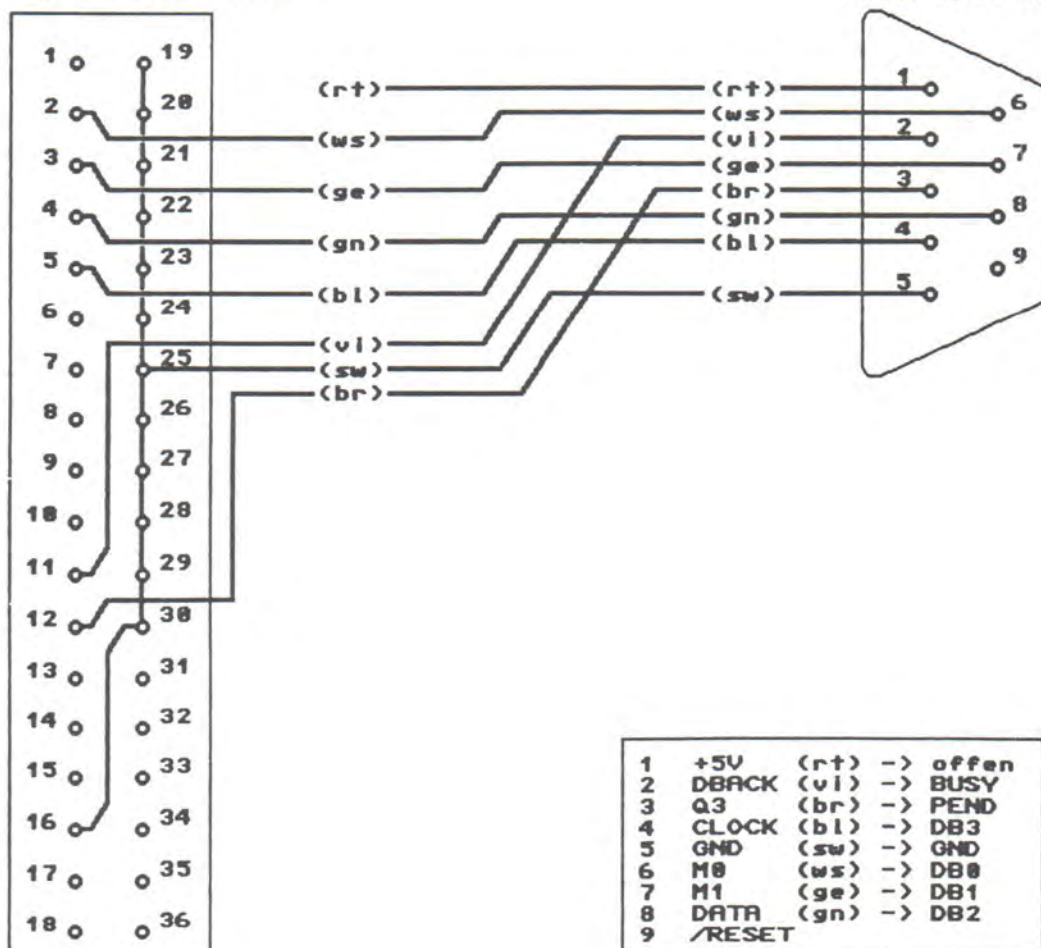 1 19
2 20
3 21
4 22
5 23
6 24
7 25
8 26
9 27
10 28
11 29
12 30
13 31
14 32
15 33
16 34
17 35
18 36
(rt)
(ws)
(ge)
(gn)
(bl)
(vi)
(sw)
(br)
(rt)
(ws)
(vi)
(ge)
(br)
(gn)
(bl)
(sw)
1
6
2
7
3
8
4
9
5
1 +5V (rt) -> offen
2 DBACK (vi) -> BUSY
3 Q3 (br) -> PEND
4 CLOCK (bl) -> DB3
5 GND (sw) -> GND
6 M0 (ws) -> DB0
7 M1 (ge) -> DB1
8 DATA (gn) -> DB2
9 /RESET